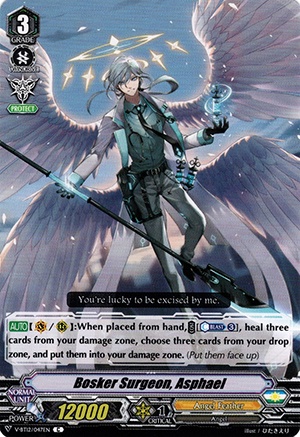 3
GRADE
PROTECT
You're lucky to be excised by me.
AUTO [ / ]:When placed from hand, [BLAST 3], heal three
cards from your damage zone, choose three cards from your drop
zone, and put them into your damage zone. (Put them face up)
NORMAL
UNIT
Bosker Surgeon, Asphael
V-BT12/047EN C
POWER
12000
1
CRITICAL
Angel Feather
Angel